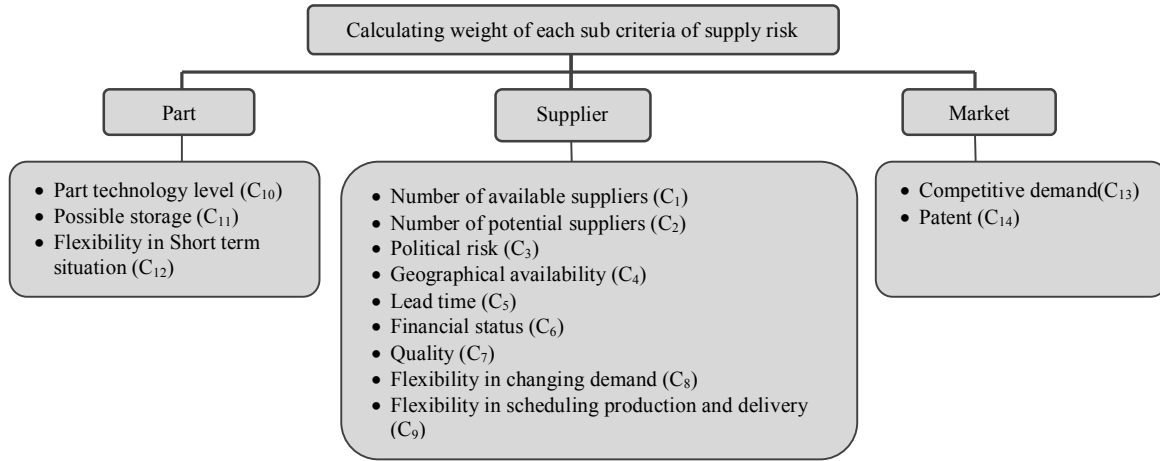 Calculating weight of each sub criteria of supply risk
Part
Supplier
Market
• Part technology level (C₁₀)
• Possible storage (C₁₁)
• Flexibility in Short term
situation (C₁₂)
• Number of available suppliers (C₁)
• Number of potential suppliers (C₂)
• Political risk (C₃)
• Geographical availability (C₄)
• Lead time (C₅)
• Financial status (C₆)
• Quality (C₇)
• Flexibility in changing demand (C₈)
• Flexibility in scheduling production and delivery
(C₉)
• Competitive demand(C₁₃)
• Patent (C₁₄)